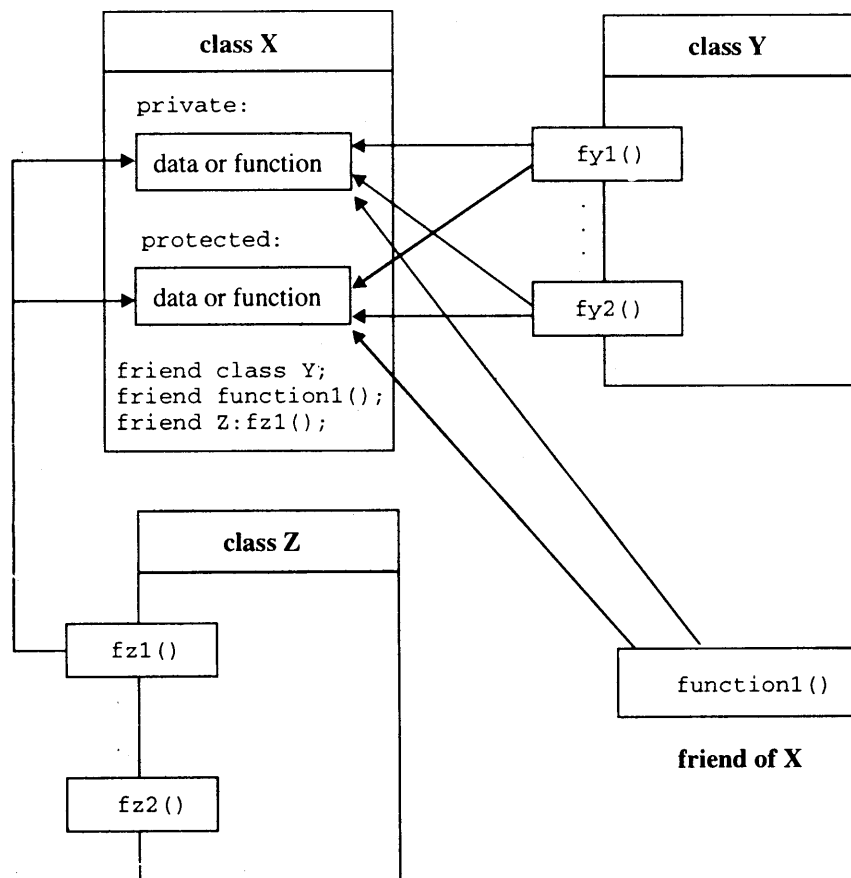 class X
private:
data or function
protected:
data or function
friend class Y;
friend function1();
friend Z:fz1();
class Y
fy1()
fy2()
class Z
fz1()
fz2()
function1()
friend of X